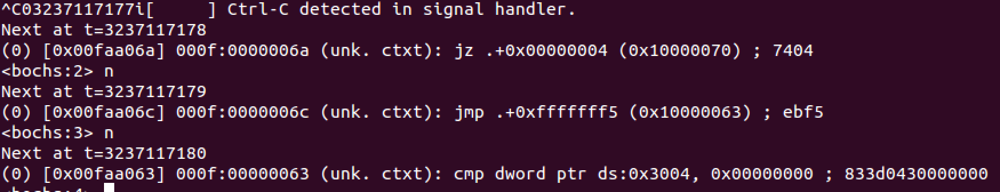 ^C03237117177i[     ] Ctrl-C detected in signal handler.
Next at t=3237117178
(0) [0x00faa06a] 000f:0000006a (unk. ctxt): jz .+0x00000004 (0x10000070) ; 7404
<bochs:2> n
Next at t=3237117179
(0) [0x00faa06c] 000f:0000006c (unk. ctxt): jmp .+0xfffffff5 (0x10000063) ; ebf5
<bochs:3> n
Next at t=3237117180
(0) [0x00faa063] 000f:00000063 (unk. ctxt): cmp dword ptr ds:0x3004, 0x00000000 ; 833d0430000000